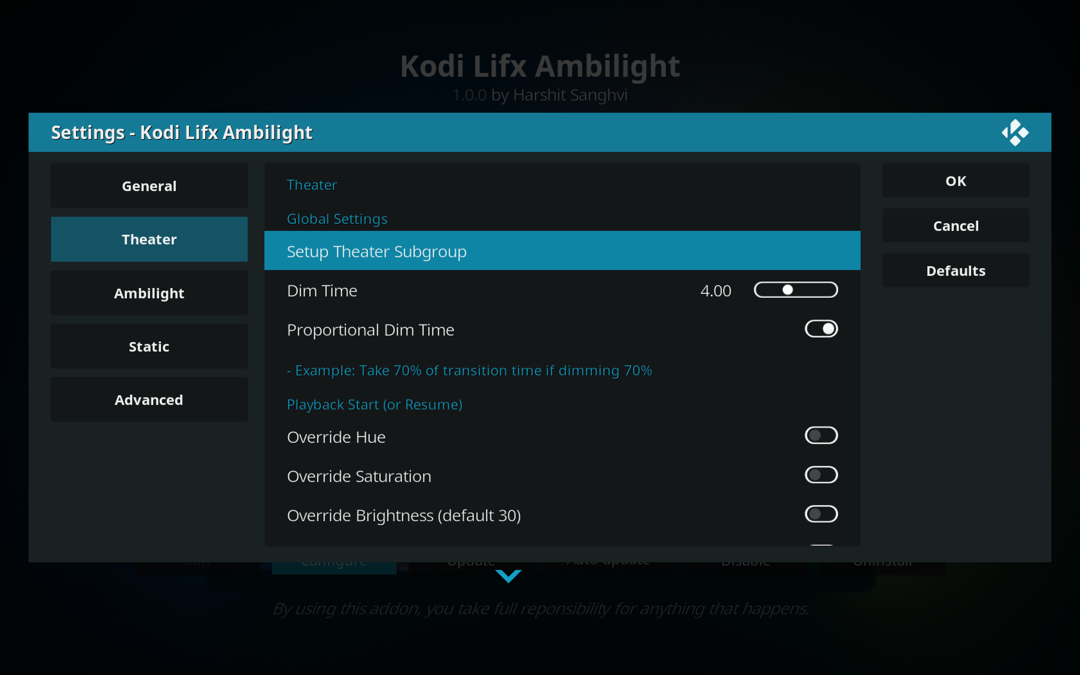 Kodi Lifx Ambilight
1.0.0 by Harshit Sanghvi
Settings - Kodi Lifx Ambilight
General
Theater
Ambilight
Static
Advanced
Theater
Global Settings
Setup Theater Subgroup
Dim Time 4.00
Proportional Dim Time
- Example: Take 70% of transition time if dimming 70%
Playback Start (or Resume)
Override Hue
Override Saturation
Override Brightness (default 30)
OK
Cancel
Defaults
Run Configure Update Auto-update Disable Uninstall
By using this addon, you take full reponsibility for anything that happens.